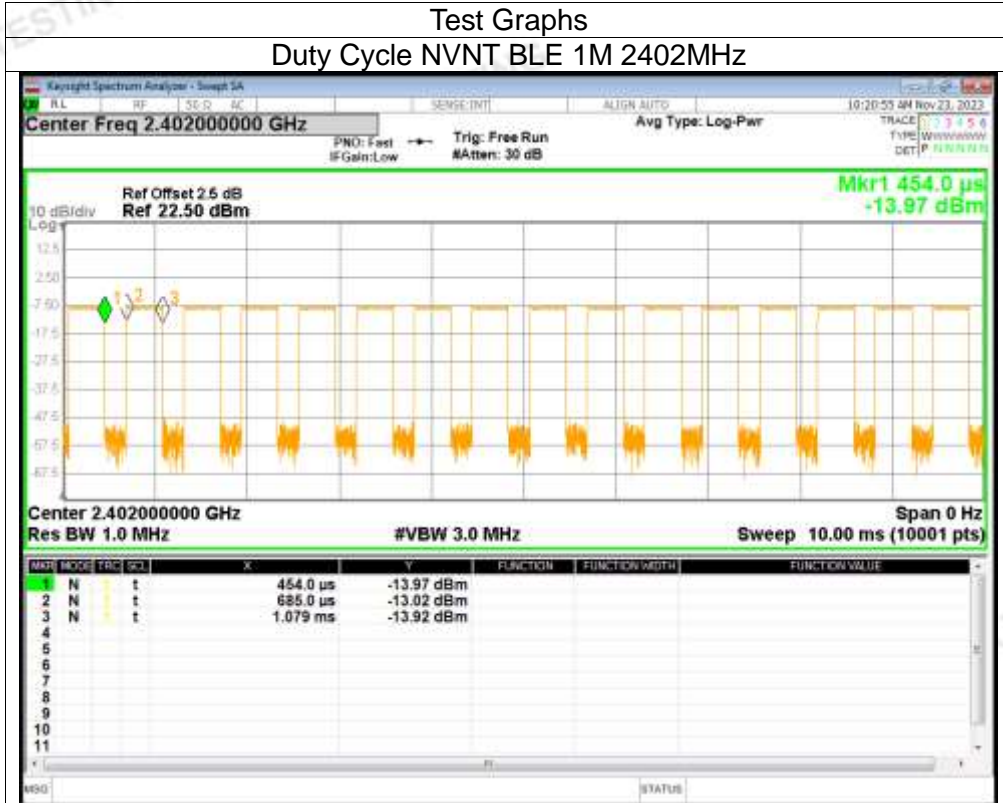 Test Graphs
Duty Cycle NVNT BLE 1M 2402MHz
Keysight Spectrum Analyzer - Swept SA
RL RF 50 Ω AC SENSE:INT ALIGN AUTO 10:20:55 AM Nov 23, 2023
Center Freq 2.402000000 GHz Avg Type: Log-Pwr TRACE 1 2 3 4 5 6
PNO: Fast Trig: Free Run TYPE WWWWWWW
IFGain:Low #Atten: 30 dB DET P NNNNN
Mkr1 454.0 µs
Ref Offset 2.5 dB
10 dB/div Ref 22.50 dBm -13.97 dBm
Log
12.5
2.50
-7.50
1 2 3
-17.5
-27.5
-37.5
-47.5
-57.5
-67.5
Center 2.402000000 GHz Span 0 Hz
Res BW 1.0 MHz #VBW 3.0 MHz Sweep 10.00 ms (10001 pts)
MKR MODE TRC SCL X Y FUNCTION FUNCTION WIDTH FUNCTION VALUE
1 N 1 t 454.0 µs -13.97 dBm
2 N 1 t 685.0 µs -13.02 dBm
3 N 1 t 1.079 ms -13.92 dBm
4
5
6
7
8
9
10
11
MSG STATUS